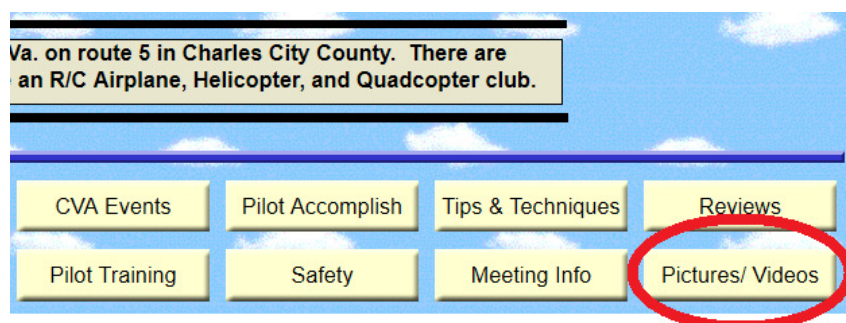 Va. on route 5 in Charles City County. There are
an R/C Airplane, Helicopter, and Quadcopter club.
CVA Events Pilot Accomplish Tips & Techniques Reviews
Pilot Training Safety Meeting Info Pictures/ Videos